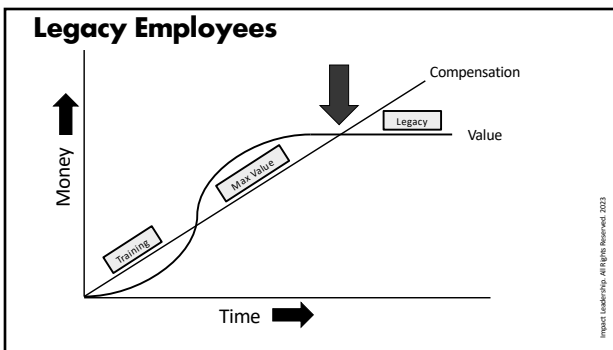 Legacy Employees
Compensation
Legacy
Value
Money
Max Value
Training
Time
Impact Leadership. All Rights Reserved. 2023